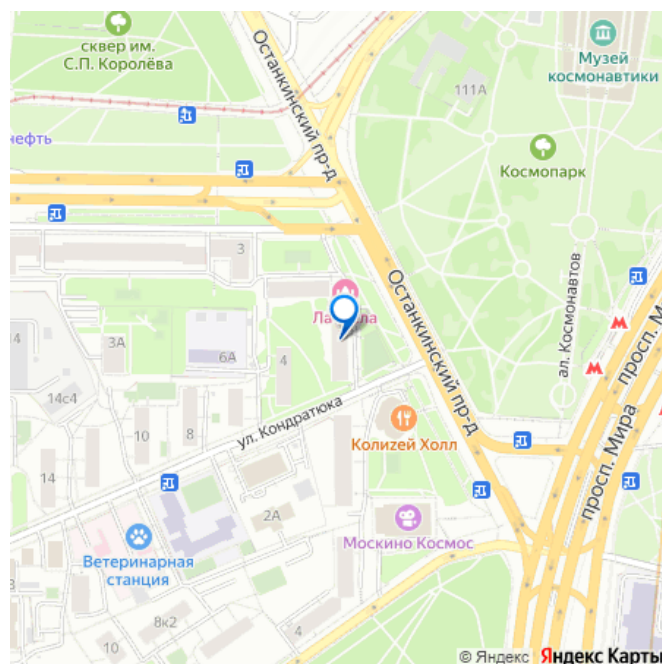 сквер им.
С.П. Королёва
Останкинский пр-д
111А
Музей
космонавтики
нефть
Космопарк
3
Останкинский пр-д
ал. Космонавтов
просп. М
просп. Мира
14
3А
6А
4
14с4
10
8
ул. Кондратюка
Колизей Холл
14
2А
Москино Космос
Ветеринарная
станция
8к2
10
4
© Яндекс Яндекс Карты